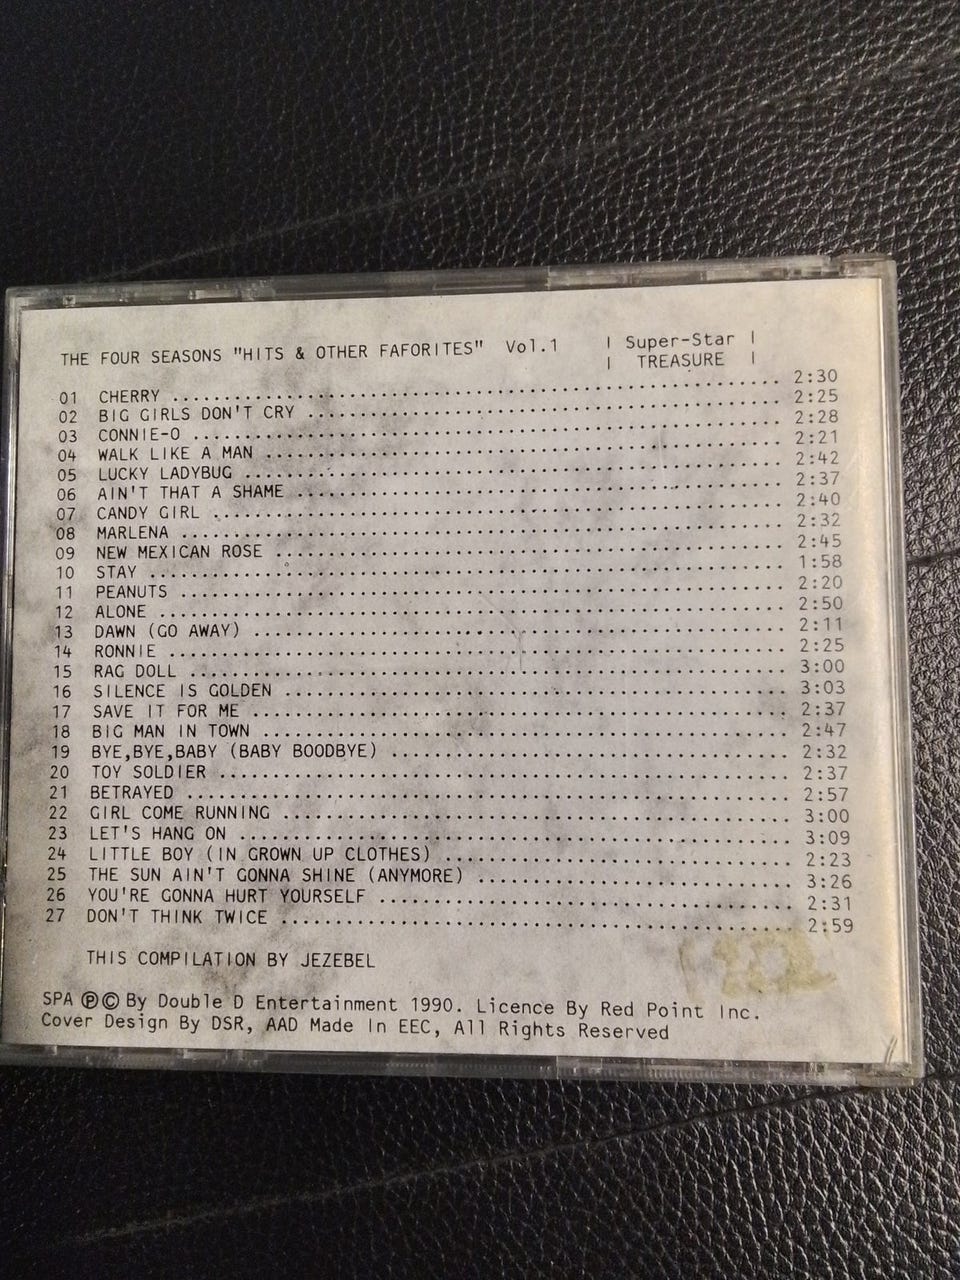 THE FOUR SEASONS "HITS & OTHER FAFORITES" Vol.1 | Super-Star |
| TREASURE |
01 CHERRY ........ 2:30
02 BIG GIRLS DON'T CRY ........ 2:25
03 CONNIE-O ........ 2:28
04 WALK LIKE A MAN ........ 2:21
05 LUCKY LADYBUG ........ 2:42
06 AIN'T THAT A SHAME ........ 2:37
07 CANDY GIRL ........ 2:40
08 MARLENA ........ 2:32
09 NEW MEXICAN ROSE ........ 2:45
10 STAY ........ 1:58
11 PEANUTS ........ 2:20
12 ALONE ........ 2:50
13 DAWN (GO AWAY) ........ 2:11
14 RONNIE ........ 2:25
15 RAG DOLL ........ 3:00
16 SILENCE IS GOLDEN ........ 3:03
17 SAVE IT FOR ME ........ 2:37
18 BIG MAN IN TOWN ........ 2:47
19 BYE,BYE,BABY (BABY BOODBYE) ........ 2:32
20 TOY SOLDIER ........ 2:37
21 BETRAYED ........ 2:57
22 GIRL COME RUNNING ........ 3:00
23 LET'S HANG ON ........ 3:09
24 LITTLE BOY (IN GROWN UP CLOTHES) ........ 2:23
25 THE SUN AIN'T GONNA SHINE (ANYMORE) ........ 3:26
26 YOU'RE GONNA HURT YOURSELF ........ 2:31
27 DON'T THINK TWICE ........ 2:59
THIS COMPILATION BY JEZEBEL
SPA ℗© By Double D Entertainment 1990. Licence By Red Point Inc.
Cover Design By DSR, AAD Made In EEC, All Rights Reserved